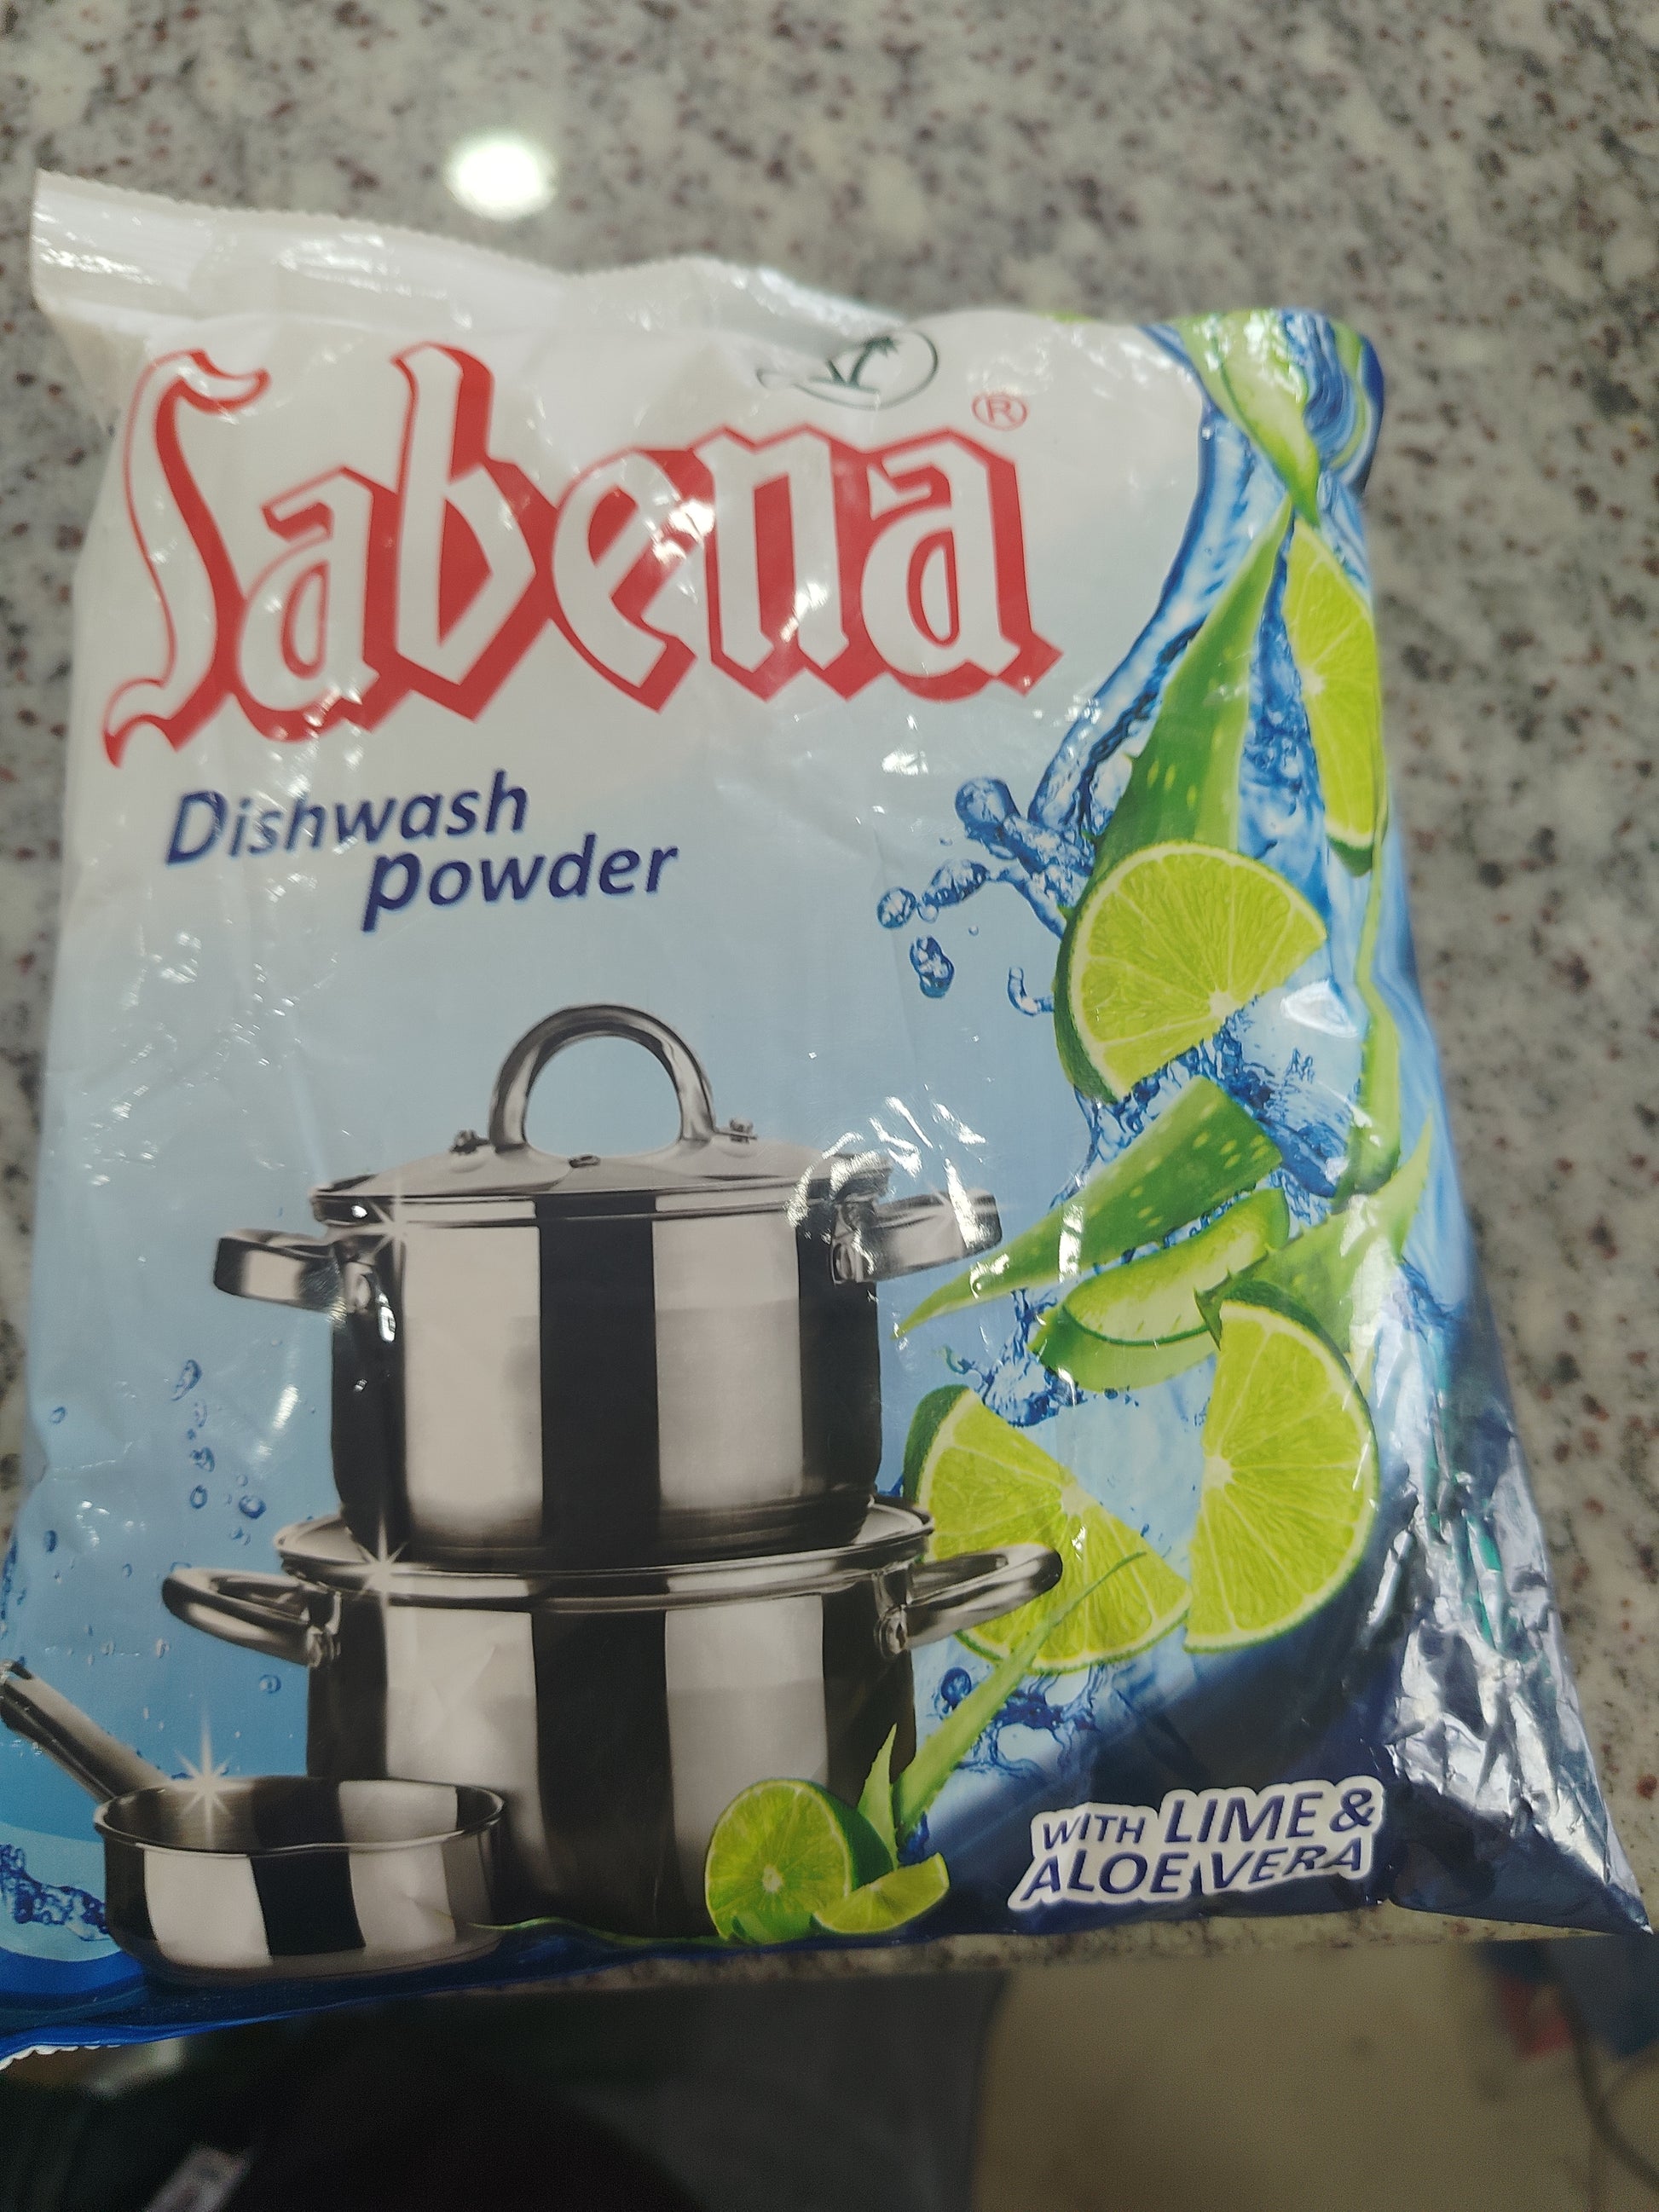 Sabena®
Dishwash
powder
WITH LIME &
ALOE VERA